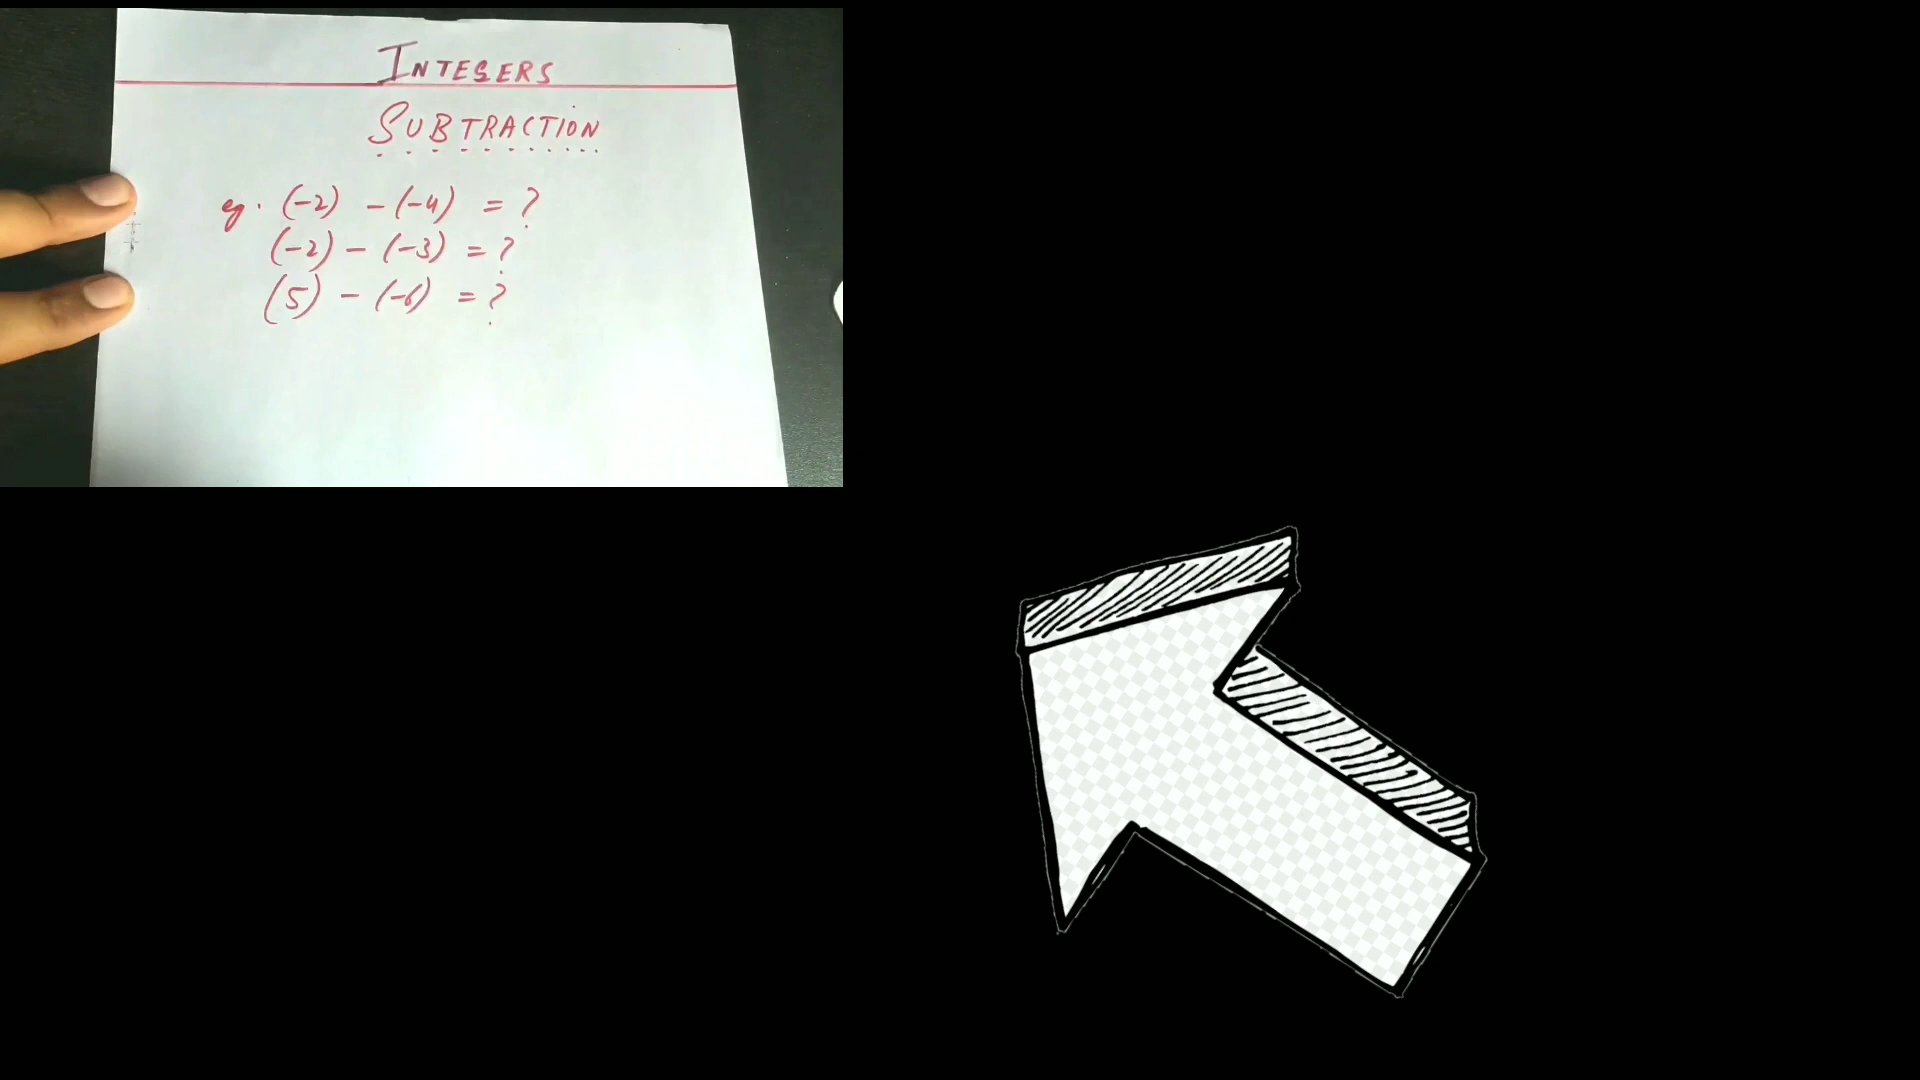 INTEGERS
SUBTRACTION
eg. (-2) - (-4) = ?
(-2) - (-3) = ?
(5) - (-6) = ?